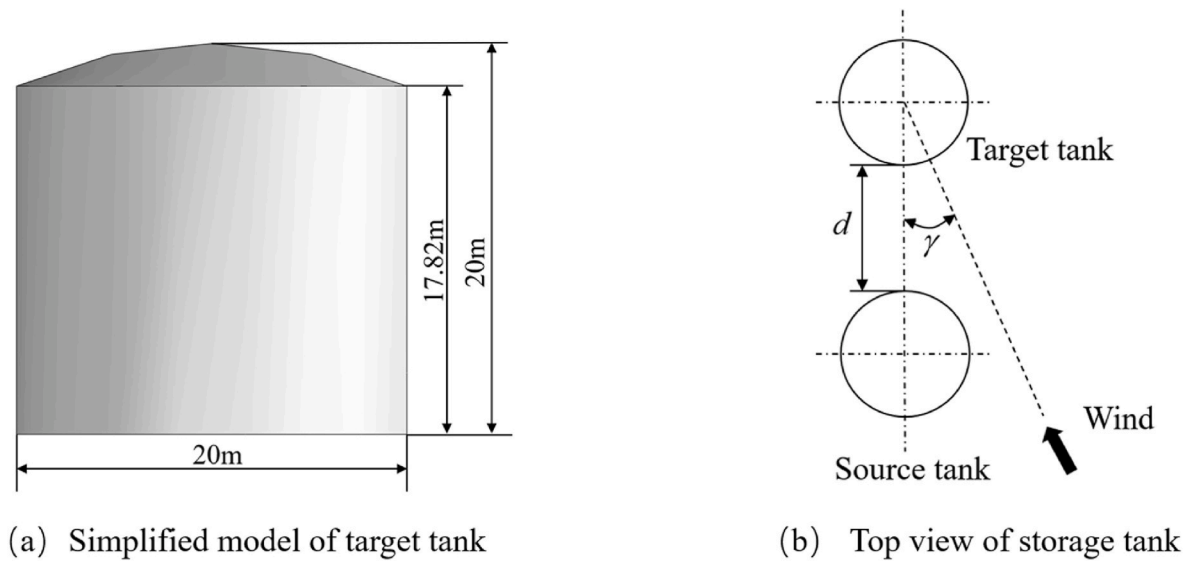 17.82m
20m
20m
(a) Simplified model of target tank
Target tank
d
γ
Wind
Source tank
(b) Top view of storage tank